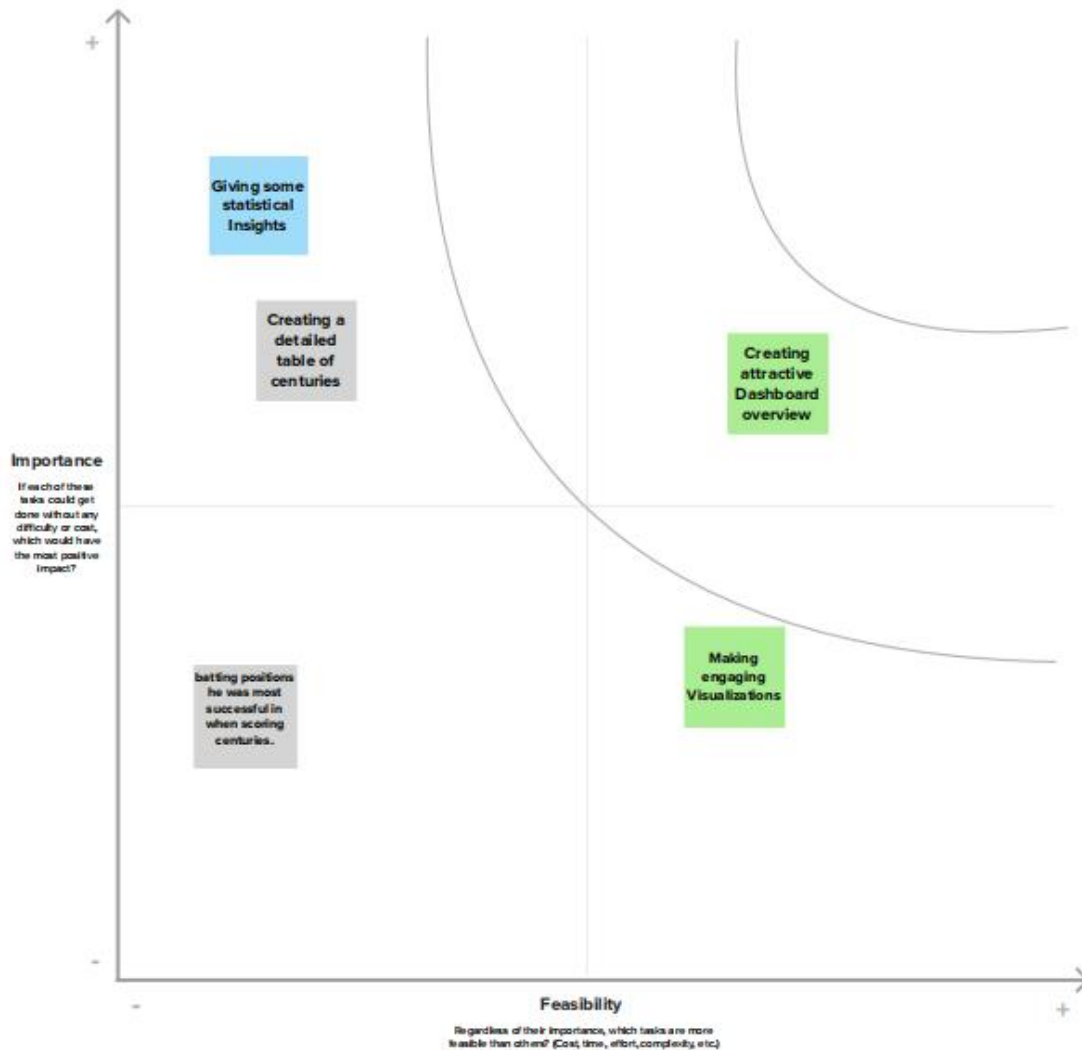 +
Giving some
statistical
Insights
Creating a
detailed
table of
centuries
Creating
attractive
Dashboard
overview
Importance
If each of these
tasks could get
done without any
difficulty or cost,
which would have
the most positive
impact?
Making
engaging
Visualizations
batting positions
he was most
successful in
when scoring
centuries.
-
-
Feasibility
+
Regardless of their importance, which tasks are more
feasible than others? (Cost, time, effort, complexity, etc.)